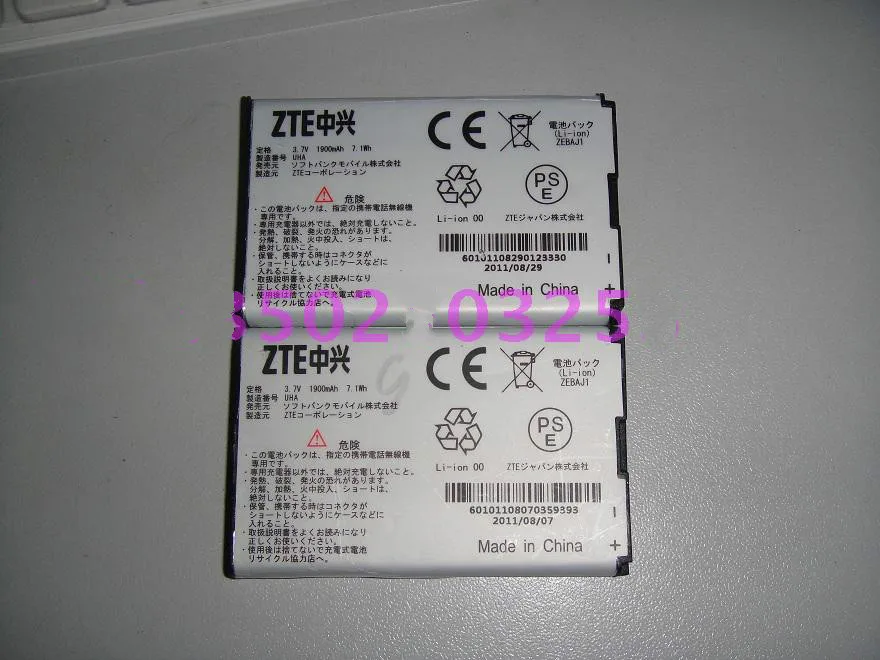 ZTE中兴
定格 3.7V 1900mAh 7.1Wh
製造番号 UHA
発売元 ソフトバンクモバイル株式会社
製造元 ZTEコーポレーション
危険
・この電池パックは、指定の携帯電話無線機
専用です。
・専用充電器以外では、絶対充電しないこと。
・発熱、破裂、発火の恐れがあります。
分解、加熱、火中投入、ショートは、
絶対しないこと。
・保管、携帯する時はコネクタが
ショートしないようにケースなどに
入れること。
・取扱説明書をよくお読みになり
正しくお使いください。
・使用後は捨てないで充電式電池
リサイクル協力店へ。
CE
電池パック
(Li-ion)
ZEBAJ1
Li-ion 00
PS
E
ZTEジャパン株式会社
60101108290123330
2011/08/29
Made in China
－
+
3502 0325
ZTE中兴
定格 3.7V 1900mAh 7.1Wh
製造番号 UHA
発売元 ソフトバンクモバイル株式会社
製造元 ZTEコーポレーション
危険
・この電池パックは、指定の携帯電話無線機
専用です。
・専用充電器以外では、絶対充電しないこと。
・発熱、破裂、発火の恐れがあります。
分解、加熱、火中投入、ショートは、
絶対しないこと。
・保管、携帯する時はコネクタが
ショートしないようにケースなどに
入れること。
・取扱説明書をよくお読みになり
正しくお使いください。
・使用後は捨てないで充電式電池
リサイクル協力店へ。
CE
電池パック
(Li-ion)
ZEBAJ1
Li-ion 00
PS
E
ZTEジャパン株式会社
60101108070359393
2011/08/07
Made in China
－
+